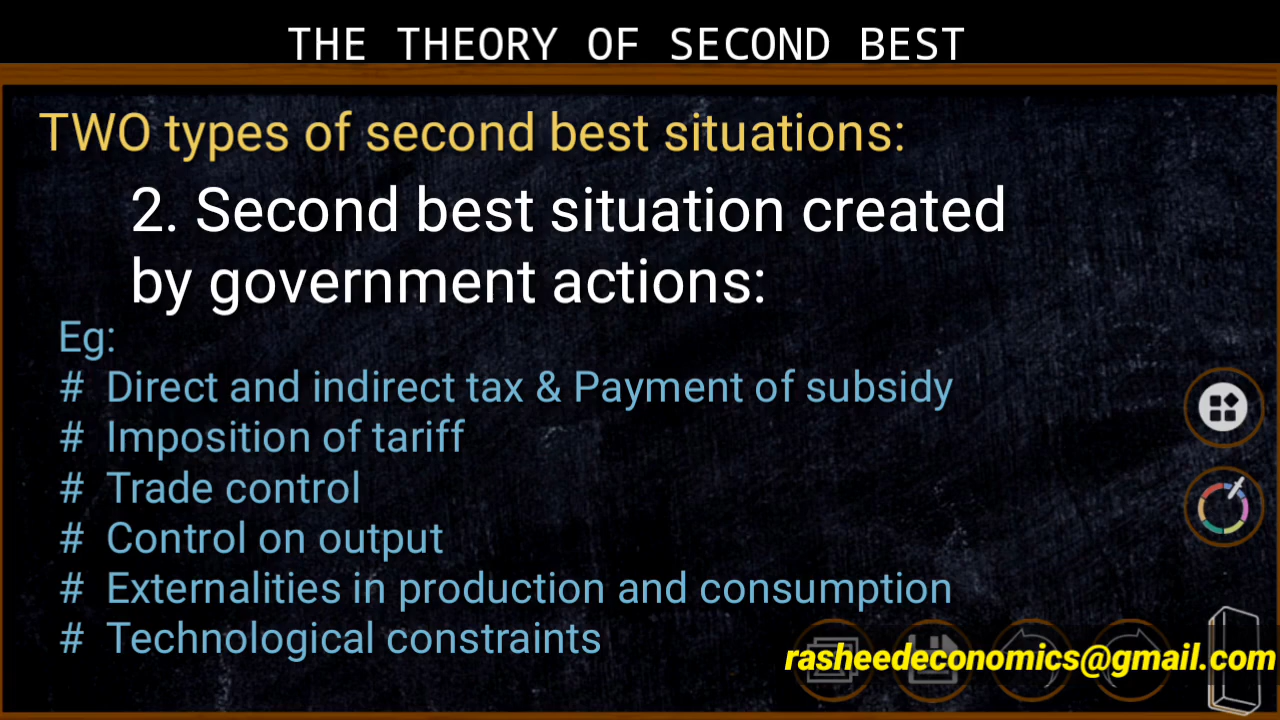 THE THEORY OF SECOND BEST
TWO types of second best situations:
2. Second best situation created
by government actions:
Eg:
# Direct and indirect tax & Payment of subsidy
# Imposition of tariff
# Trade control
# Control on output
# Externalities in production and consumption
# Technological constraints
rasheedeconomics@gmail.com